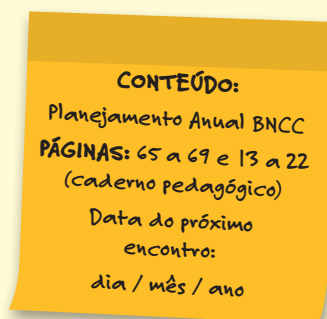 CONTEÚDO:
Planejamento Anual BNCC
PÁGINAS: 65 a 69 e 13 a 22
(caderno pedagógico)
Data do próximo
encontro:
dia / mês / ano